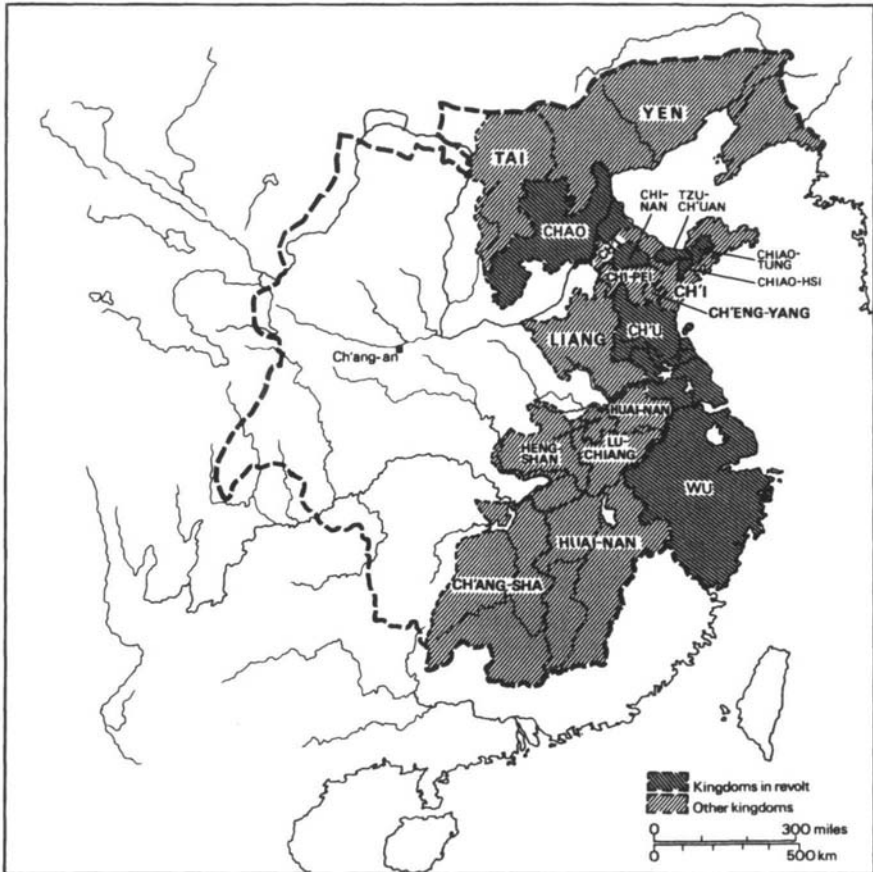 YEN
TAI
CHI-
NAN
TZU-
CH'UAN
CHAO
CHIAO-
TUNG
CHIAO-HSI
CHI-PEI
CH'I
CH'ENG-YANG
CH'U
LIANG
Ch'ang-an
HUAI-NAN
HENG-
SHAN
LU-
CHIANG
WU
HUAI-NAN
CH'ANG-SHA
Kingdoms in revolt
Other kingdoms
0 300 miles
0 500 km